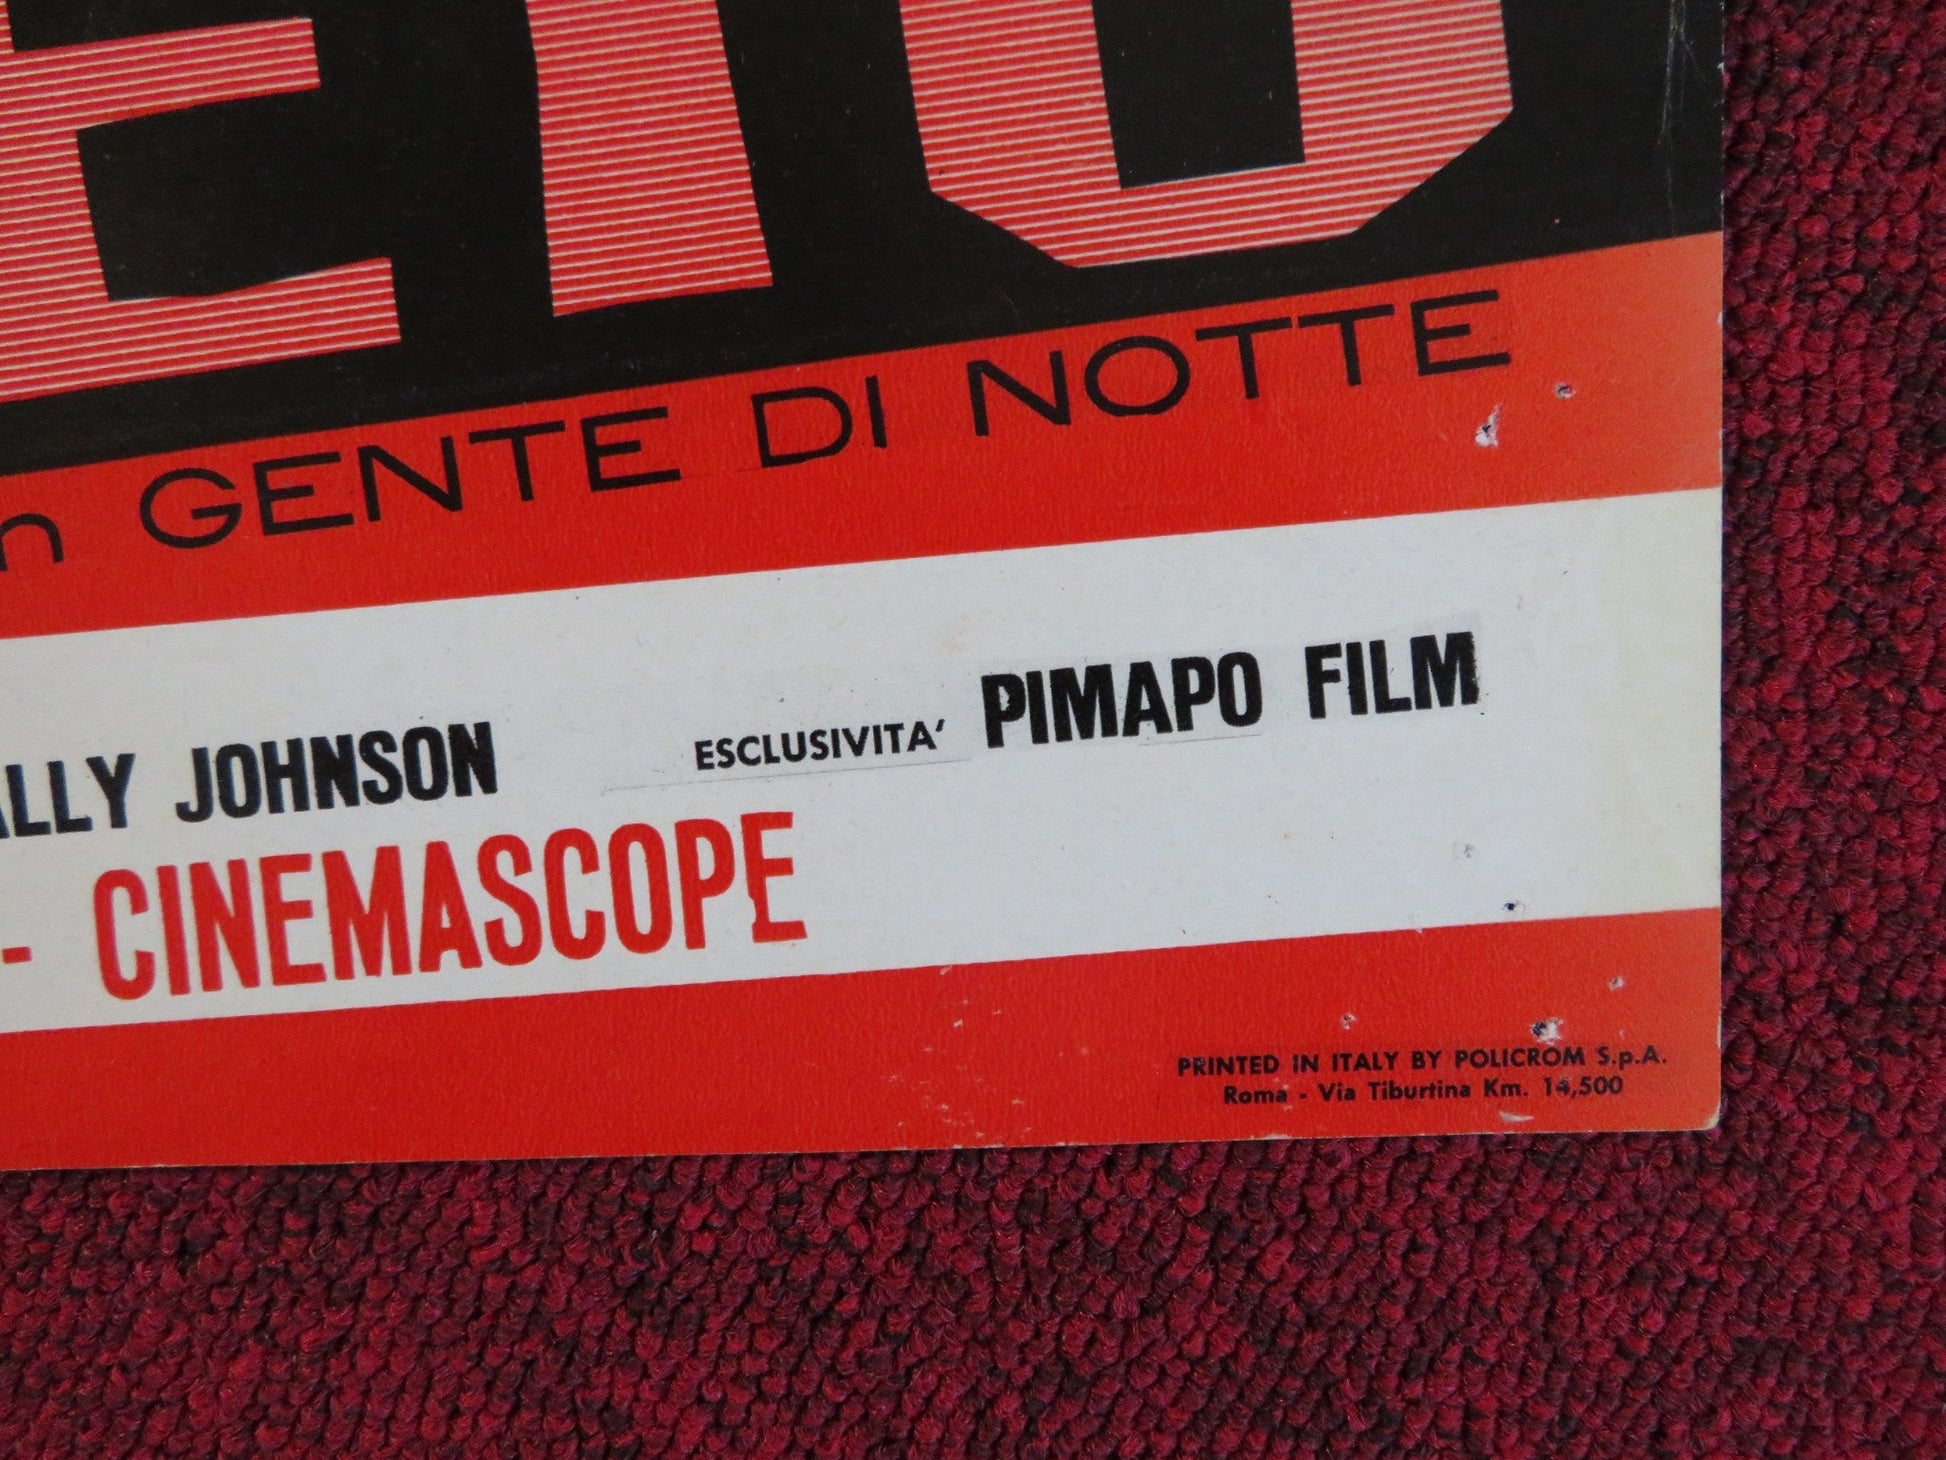 EIO
n GENTE DI NOTTE
ALLY JOHNSON ESCLUSIVITA' PIMAPO FILM
- CINEMASCOPE
PRINTED IN ITALY BY POLICROM S.p.A.
Roma - Via Tiburtina Km. 14,500